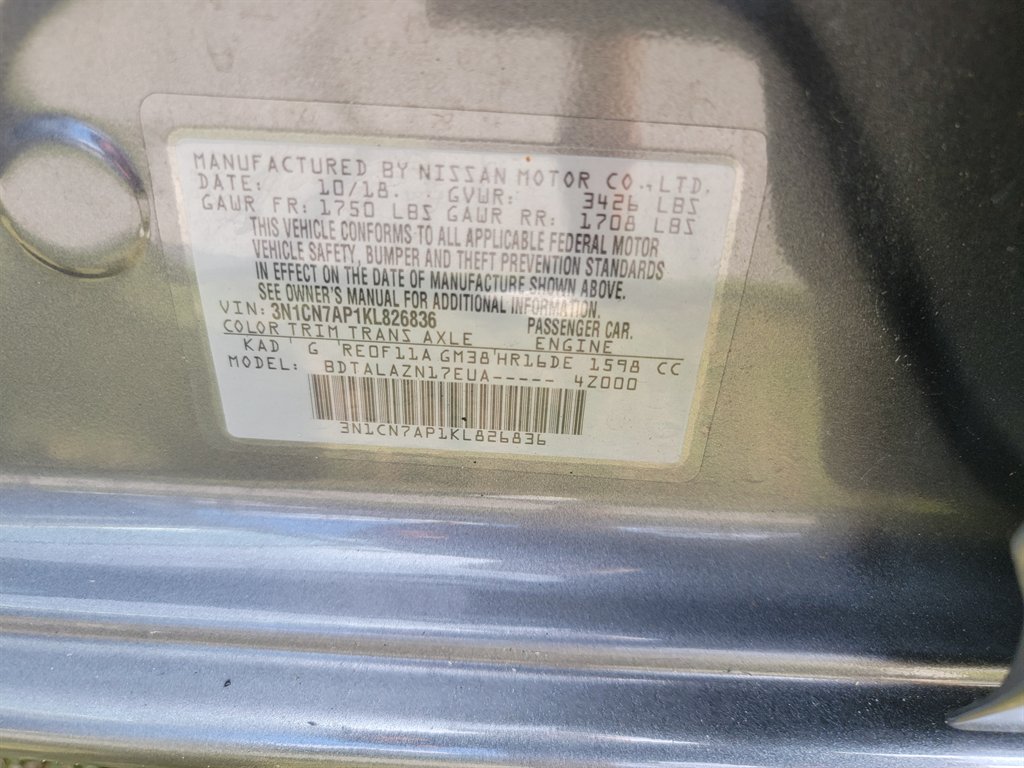 MANUFACTURED BY NISSAN MOTOR CO.,LTD.
DATE: 10/18. GVWR: 3426 LBS
GAWR FR: 1750 LBS GAWR RR: 1708 LBS
THIS VEHICLE CONFORMS TO ALL APPLICABLE FEDERAL MOTOR
VEHICLE SAFETY, BUMPER AND THEFT PREVENTION STANDARDS
IN EFFECT ON THE DATE OF MANUFACTURE SHOWN ABOVE.
SEE OWNER'S MANUAL FOR ADDITIONAL INFORMATION.
VIN: 3N1CN7AP1KL826836 PASSENGER CAR.
COLOR TRIM TRANS AXLE ENGINE
KAD G RE0F11A GM38 HR16DE 1598 CC
MODEL: BDTALAZN17EUA----- 4Z000
3N1CN7AP1KL826836